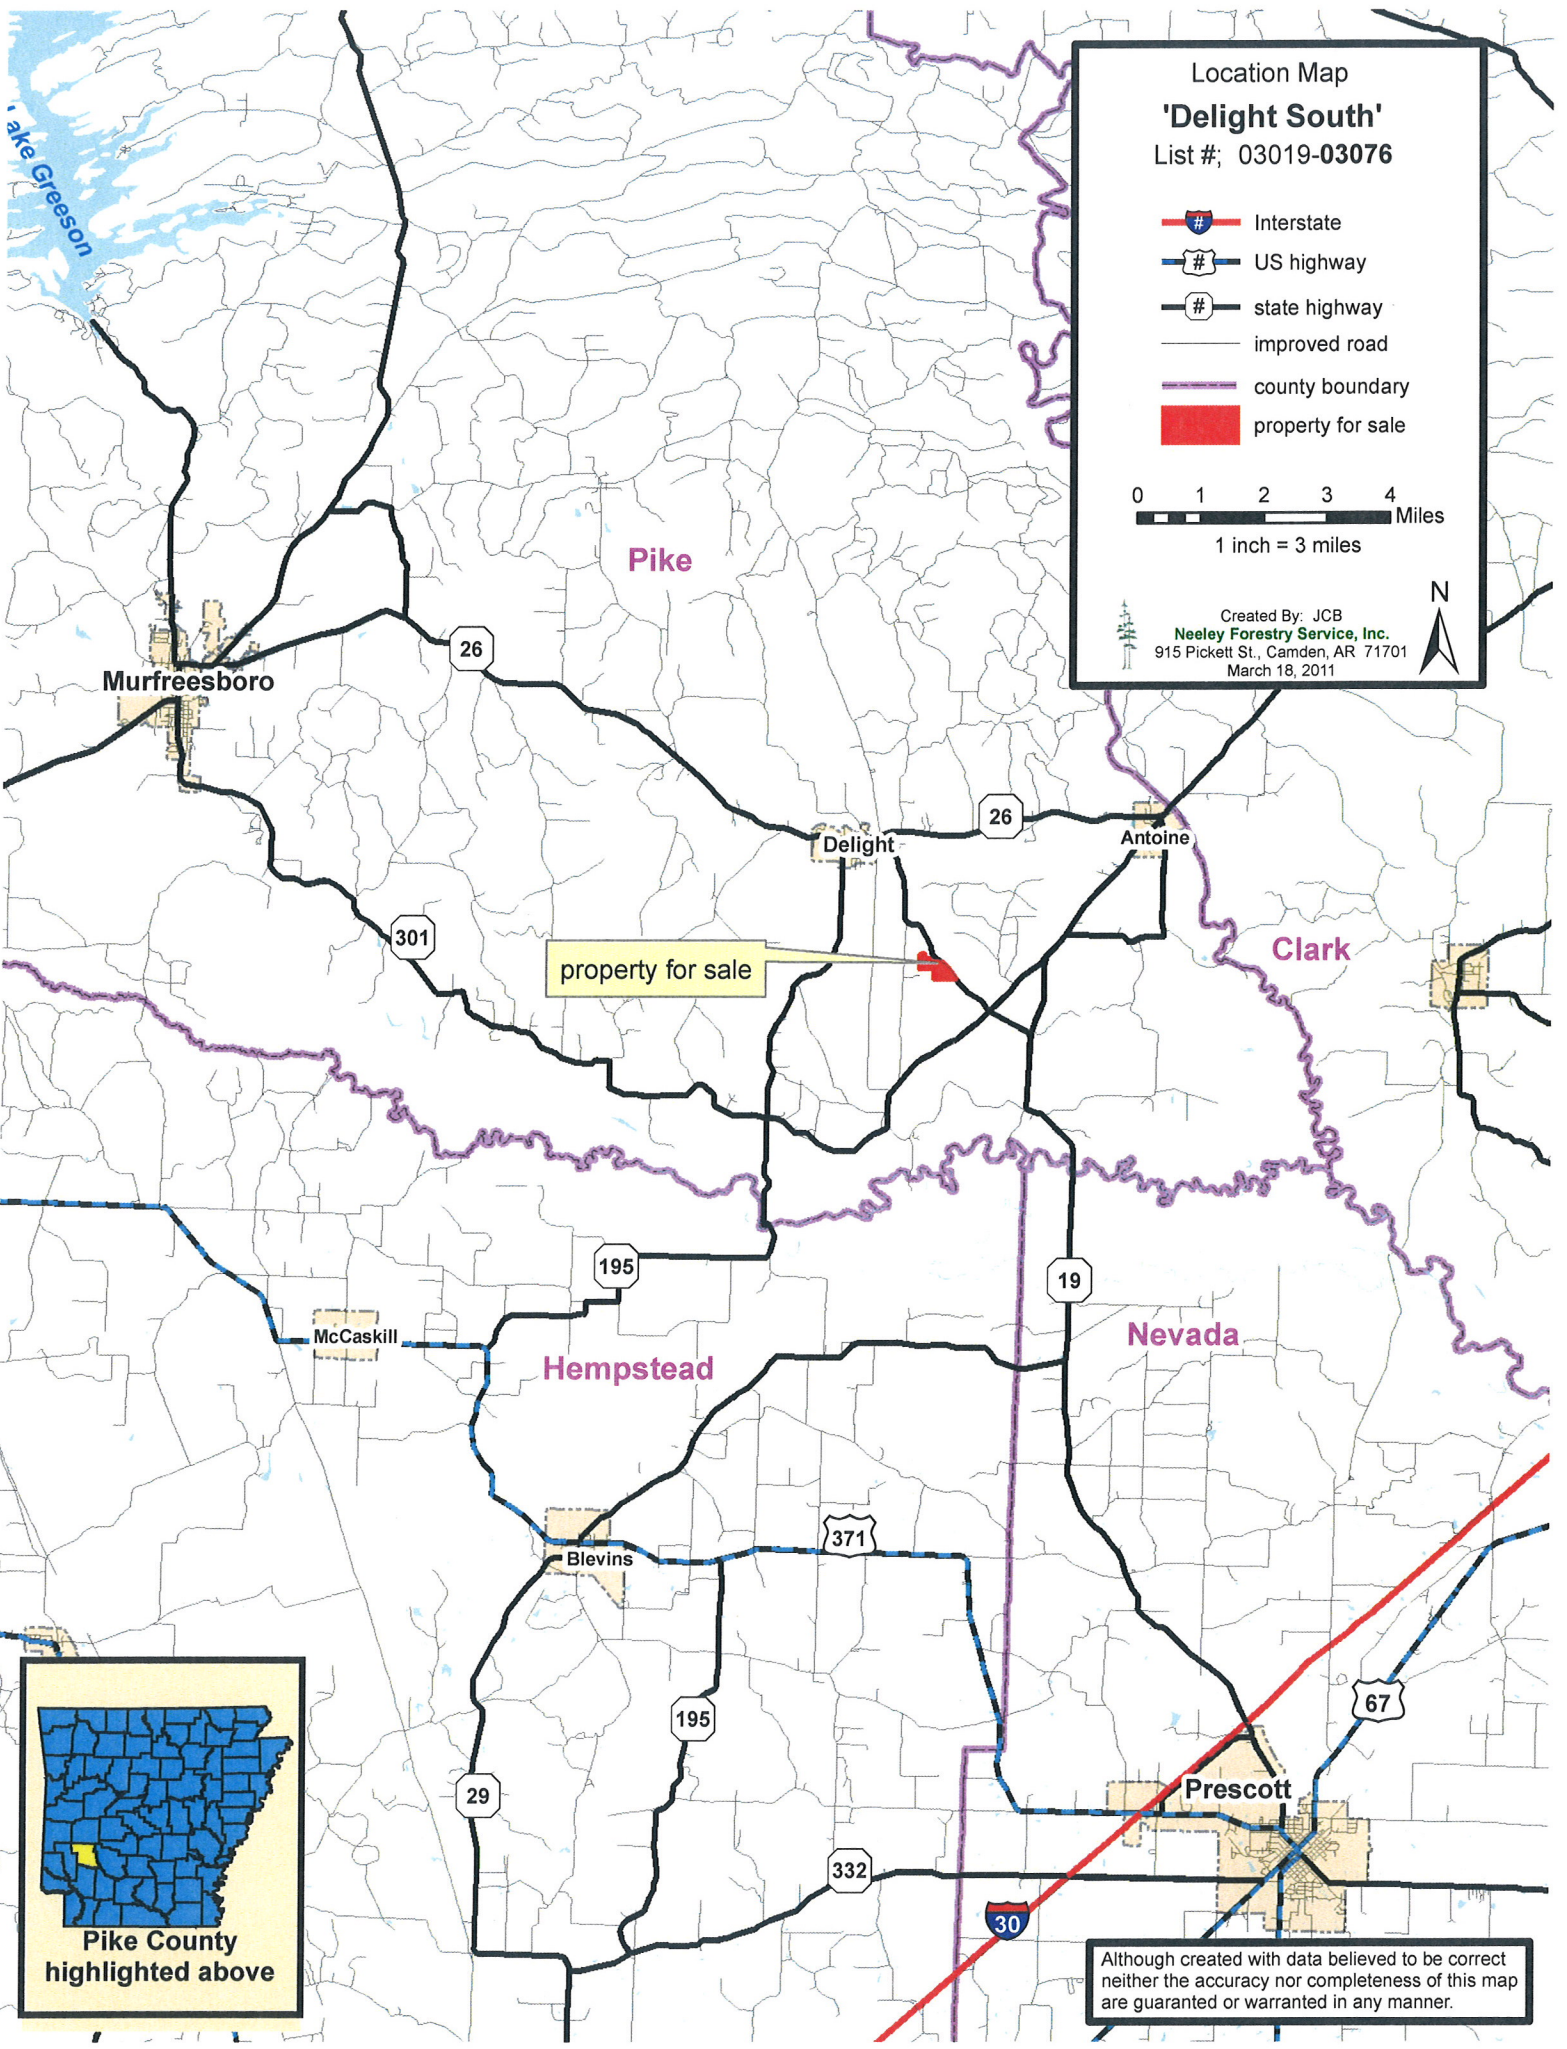 Location Map
'Delight South'
List #; 03019-03076
# Interstate
# US highway
# state highway
improved road
county boundary
property for sale
0 1 2 3 4
Miles
1 inch = 3 miles
N
Created By: JCB
Neeley Forestry Service, Inc.
915 Pickett St., Camden, AR 71701
March 18, 2011
ake Greeson
Pike
26
Murfreesboro
26
Delight
Antoine
301
Clark
property for sale
195
19
McCaskill
Nevada
Hempstead
371
Blevins
67
195
29
Prescott
332
30
Pike County
highlighted above
Although created with data believed to be correct
neither the accuracy nor completeness of this map
are guaranted or warranted in any manner.